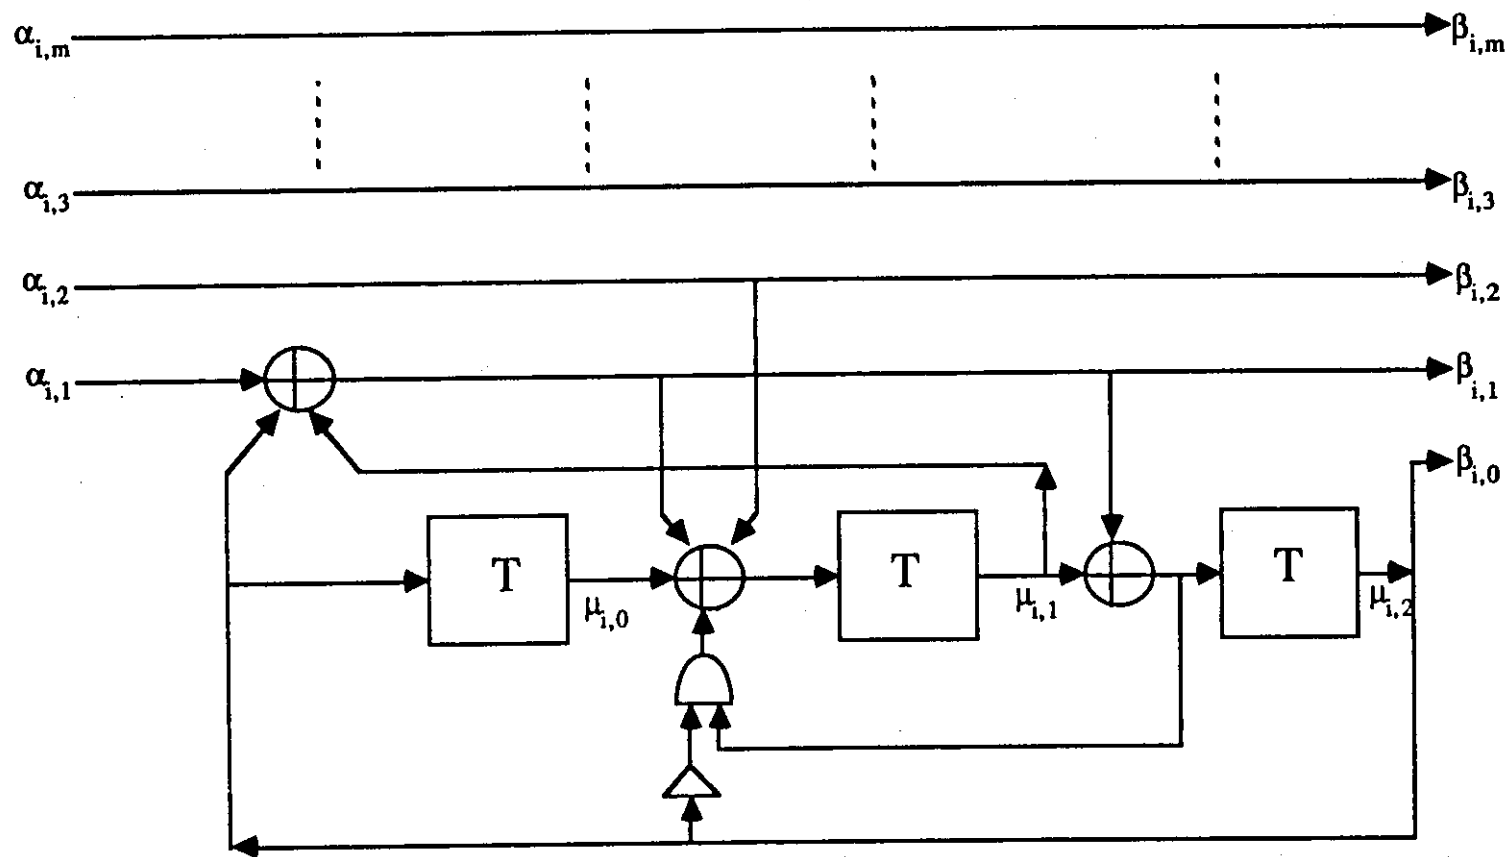 α_{i,m} β_{i,m}
α_{i,3} β_{i,3}
α_{i,2} β_{i,2}
α_{i,1} β_{i,1}
β_{i,0}
T T T
μ_{i,0} μ_{i,1} μ_{i,2}